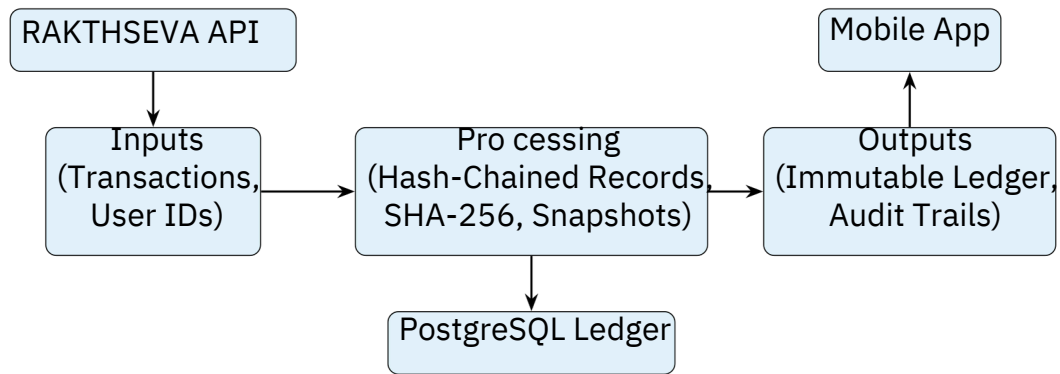 RAKTHSEVA API
Mobile App
Inputs
(Transactions,
User IDs)
Pro cessing
(Hash-Chained Records,
SHA-256, Snapshots)
Outputs
(Immutable Ledger,
Audit Trails)
PostgreSQL Ledger